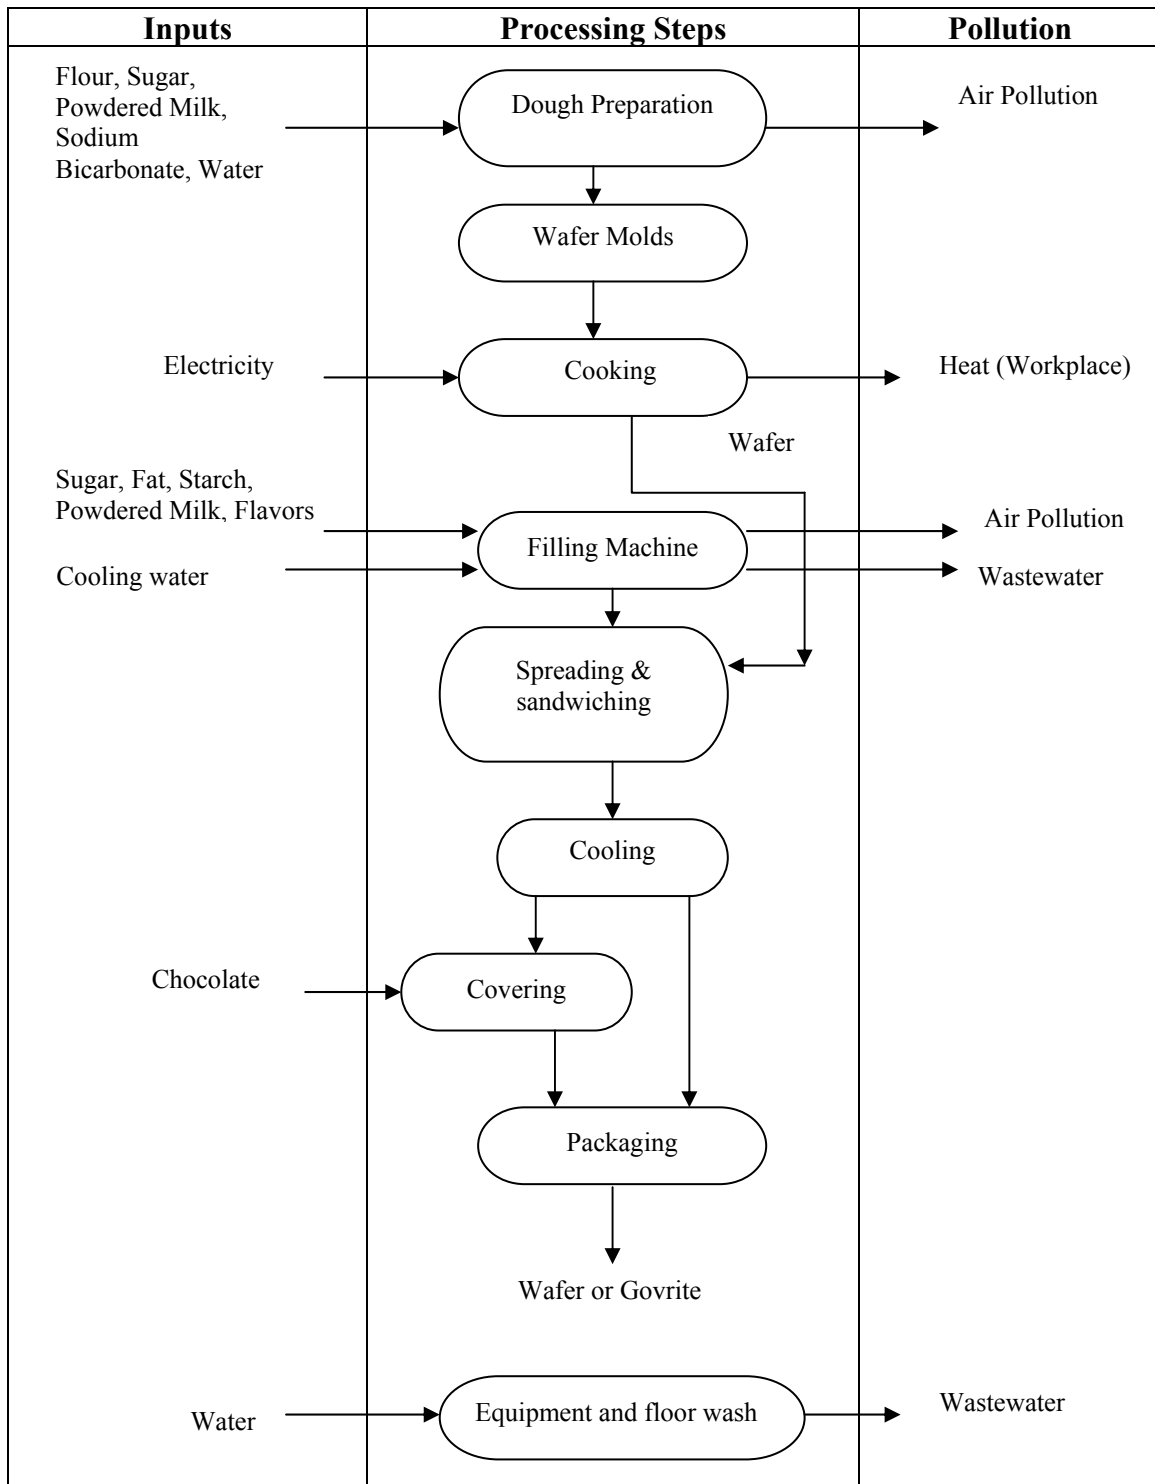 Inputs
Processing Steps
Pollution
Flour, Sugar,
Powdered Milk,
Sodium
Bicarbonate, Water
Dough Preparation
Air Pollution
Wafer Molds
Electricity
Cooking
Heat (Workplace)
Wafer
Sugar, Fat, Starch,
Powdered Milk, Flavors
Cooling water
Filling Machine
Air Pollution
Wastewater
Spreading &
sandwiching
Cooling
Chocolate
Covering
Packaging
Wafer or Govrite
Water
Equipment and floor wash
Wastewater